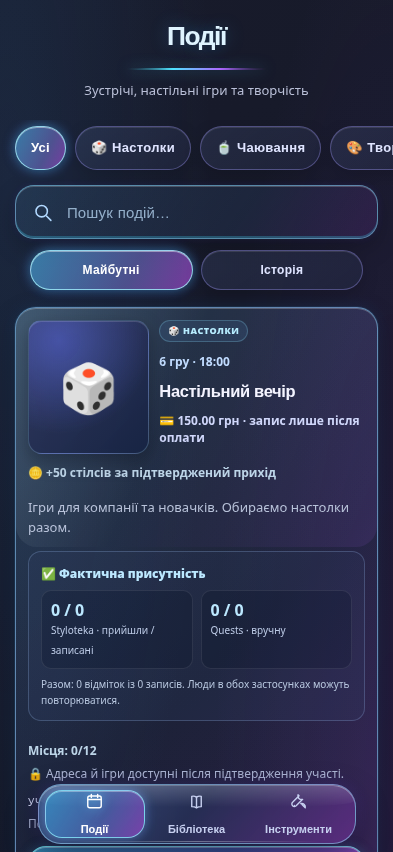 Події
Зустрічі, настільні ігри та творчість
Усі
🎲 Настолки
🍵 Чаювання
🎨
Пошук подій…
Майбутні
Історія
🎲 НАСТОЛКИ
6 гру · 18:00
Настільний вечір
💳 150.00 грн · запис лише після
оплати
🪙 +50 стілсів за підтверджений прихід
Ігри для компанії та новачків. Обираємо настолки
разом.
✅ Фактична присутність
0 / 0
Styloteka · прийшли /
записані
0 / 0
Quests · вручну
Разом: 0 відміток із 0 записів. Люди в обох застосунках можуть
повторюватися.
Місця: 0/12
🔒 Адреса й ігри доступні після підтвердження участі.
Події
Бібліотека
Інструменти